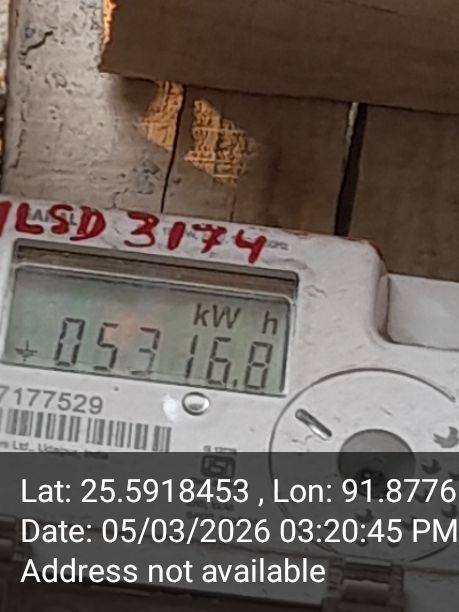 LSD 3174
kW h
05316.8
7177529
Lat: 25.5918453 , Lon: 91.8776
Date: 05/03/2026 03:20:45 PM
Address not available